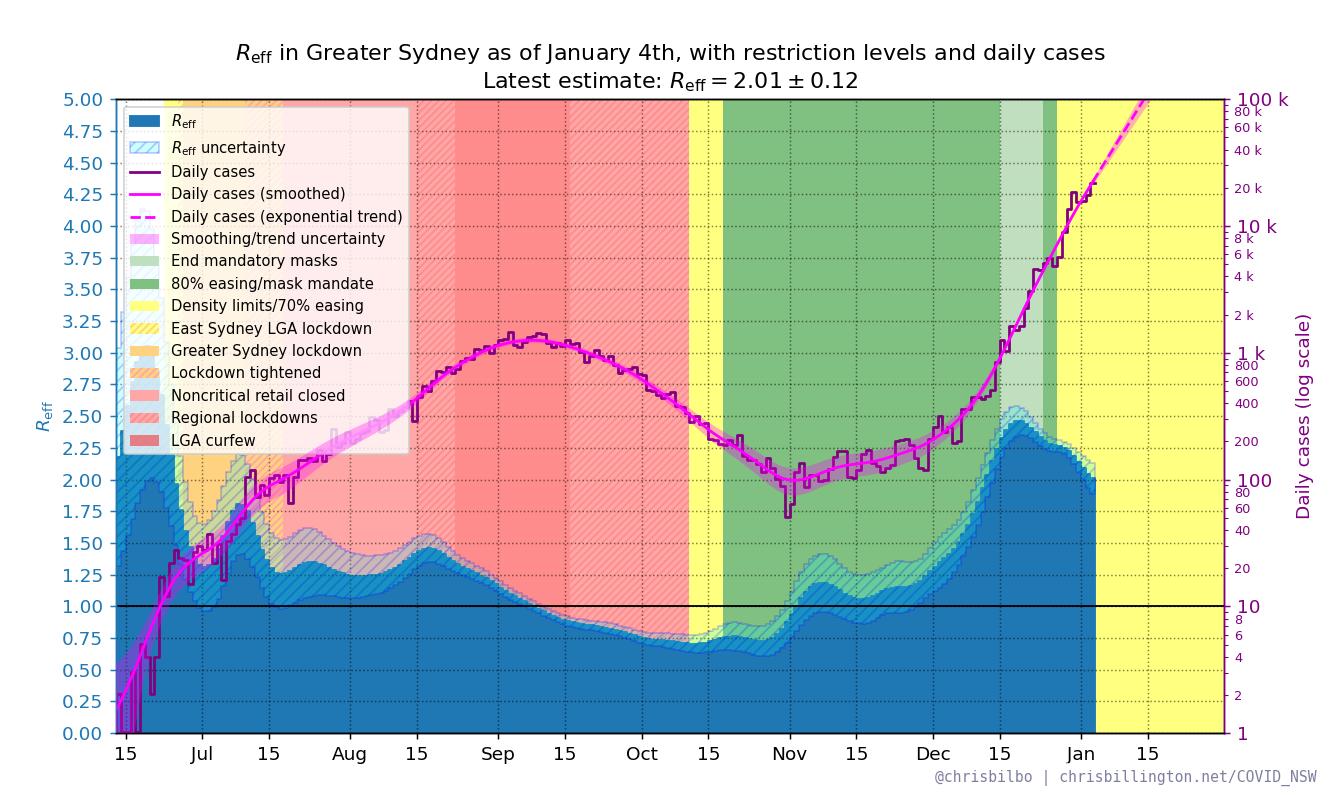 Reff in Greater Sydney as of January 4th, with restriction levels and daily cases
Latest estimate: Reff = 2.01 ± 0.12
5.00
4.75
4.50
4.25
4.00
3.75
3.50
3.25
3.00
2.75
2.50
2.25
2.00
1.75
1.50
1.25
1.00
0.75
0.50
0.25
0.00
Reff
Reff
Reff uncertainty
Daily cases
Daily cases (smoothed)
Daily cases (exponential trend)
Smoothing/trend uncertainty
End mandatory masks
80% easing/mask mandate
Density limits/70% easing
East Sydney LGA lockdown
Greater Sydney lockdown
Lockdown tightened
Noncritical retail closed
Regional lockdowns
LGA curfew
100 k
80 k
60 k
40 k
20 k
10 k
8 k
6 k
4 k
2 k
1 k
800
600
400
200
100
80
60
40
20
10
8
6
4
2
1
Daily cases (log scale)
15 Jul 15 Aug 15 Sep 15 Oct 15 Nov 15 Dec 15 Jan 15
@chrisbilbo | chrisbillington.net/COVID_NSW